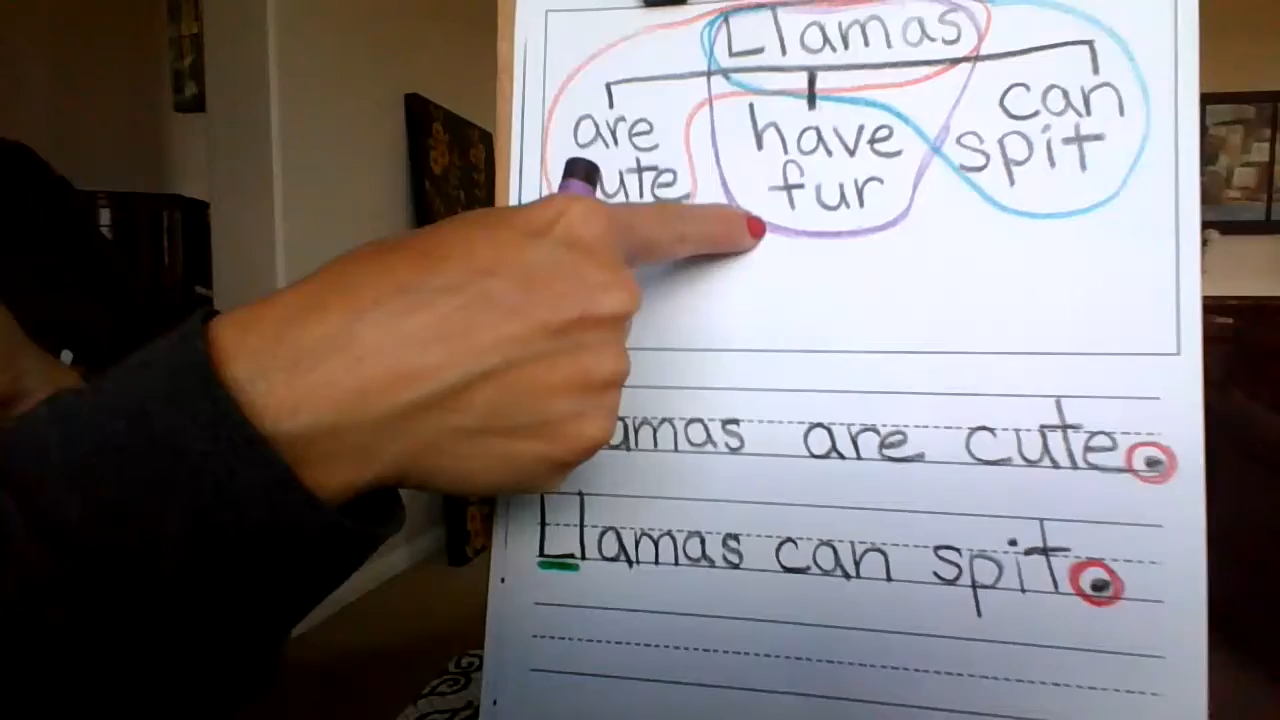 Llamas
are
ute
have
fur
can
spit
amas are cute.
Llamas can spit.